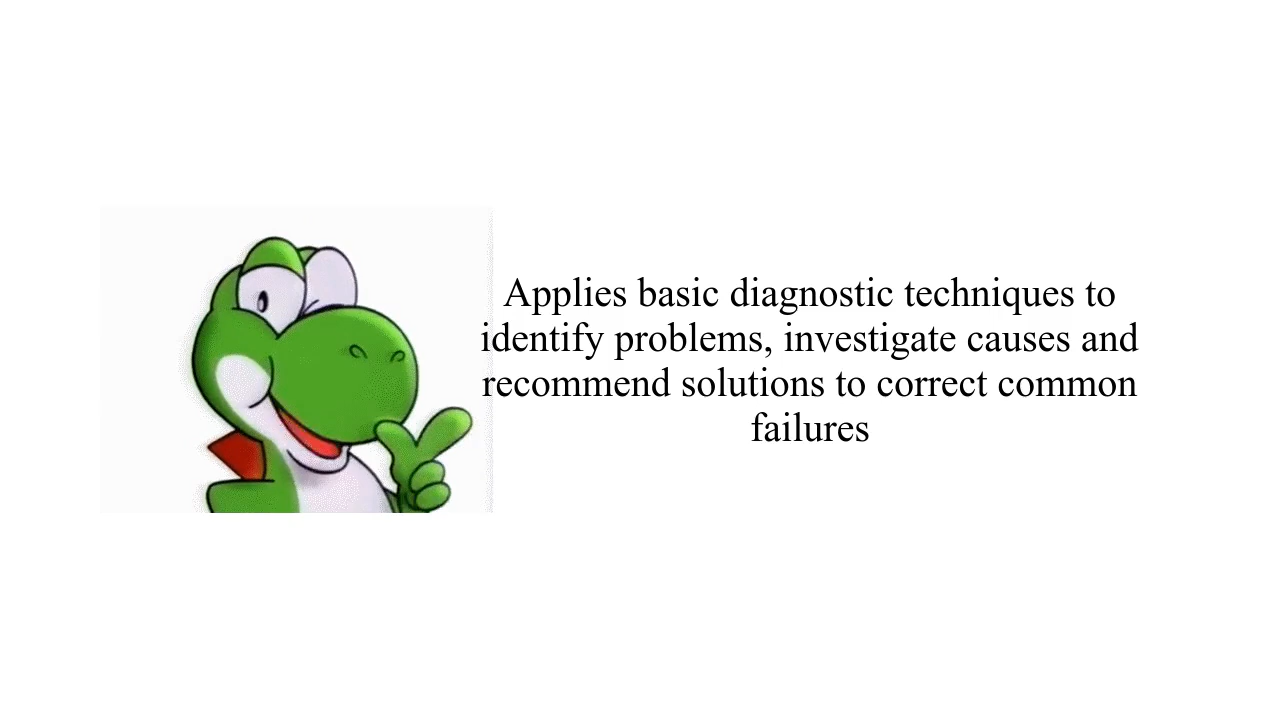 Applies basic diagnostic techniques to
identify problems, investigate causes and
recommend solutions to correct common
failures